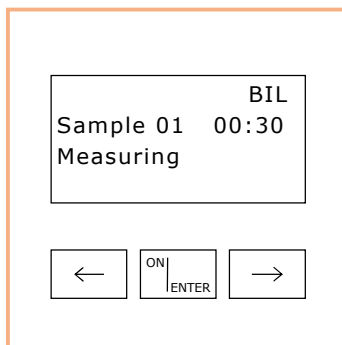 BIL
Sample 01 00:30
Measuring
← ON ENTER →